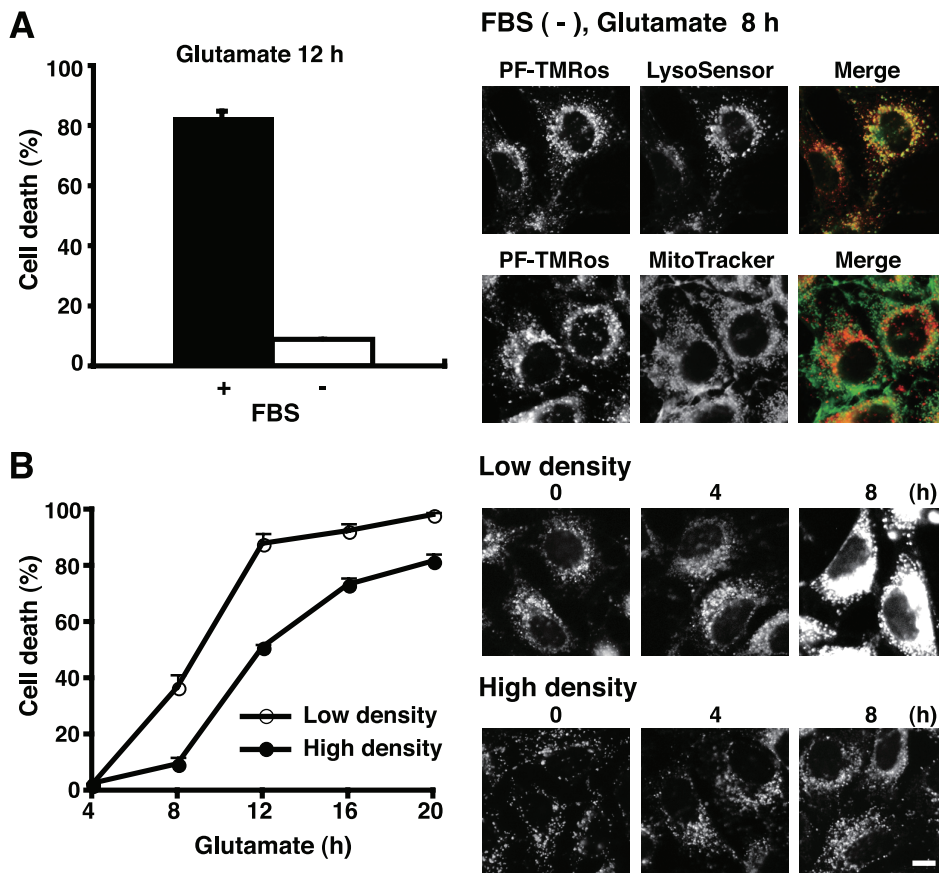 A
Glutamate 12 h
Cell death (%)
100
80
60
40
20
0
+ -
FBS
FBS ( - ), Glutamate 8 h
PF-TMRos LysoSensor Merge
PF-TMRos MitoTracker Merge
B
Cell death (%)
100
80
60
40
20
0
Low density
High density
4 8 12 16 20
Glutamate (h)
Low density
0 4 8 (h)
High density
0 4 8 (h)